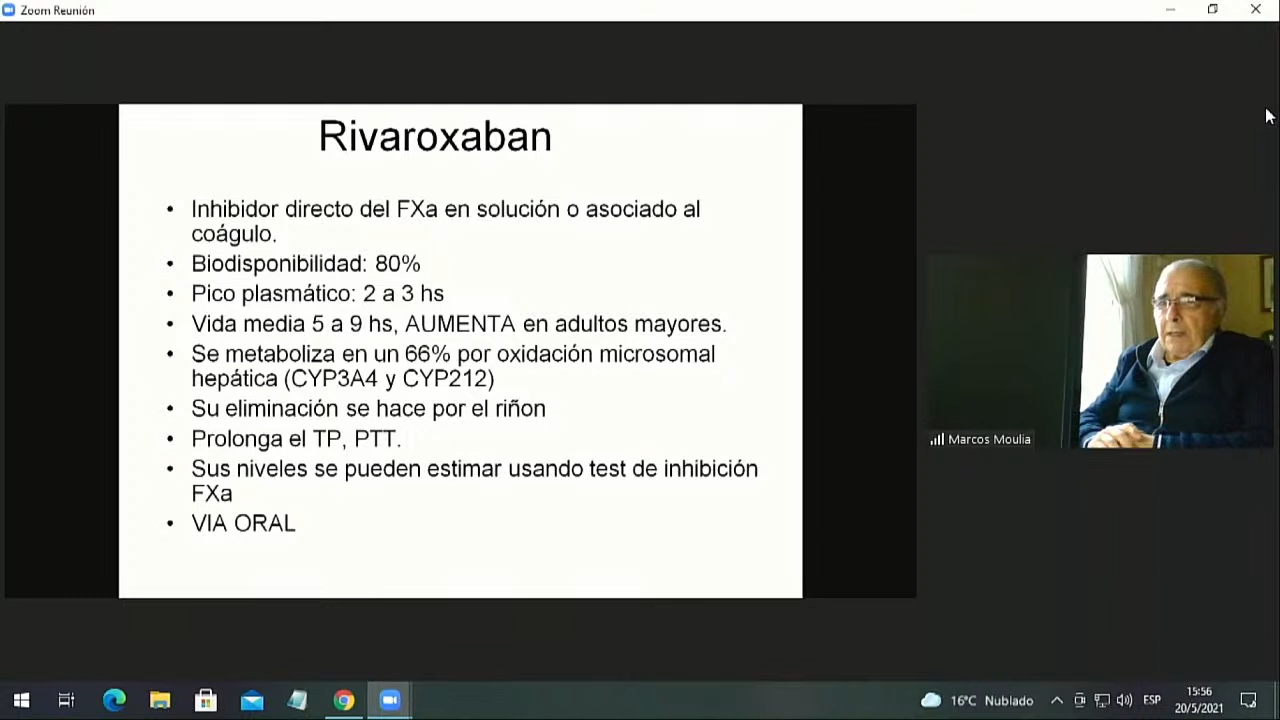 Zoom Reunión
Rivaroxaban
• Inhibidor directo del FXa en solución o asociado al
coágulo.
• Biodisponibilidad: 80%
• Pico plasmático: 2 a 3 hs
• Vida media 5 a 9 hs, AUMENTA en adultos mayores.
• Se metaboliza en un 66% por oxidación microsomal
hepática (CYP3A4 y CYP212)
• Su eliminación se hace por el riñon
• Prolonga el TP, PTT.
• Sus niveles se pueden estimar usando test de inhibición
FXa
• VIA ORAL
Marcos Moulia
16°C Nublado
ESP
15:56
20/5/2021